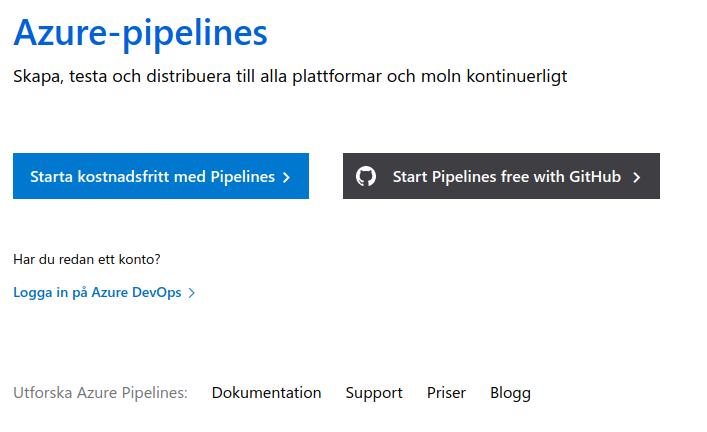 Azure-pipelines
Skapa, testa och distribuera till alla plattformar och moln kontinuerligt
Starta kostnadsfritt med Pipelines
Start Pipelines free with GitHub
Har du redan ett konto?
Logga in på Azure DevOps
Utforska Azure Pipelines: Dokumentation Support Priser Blogg